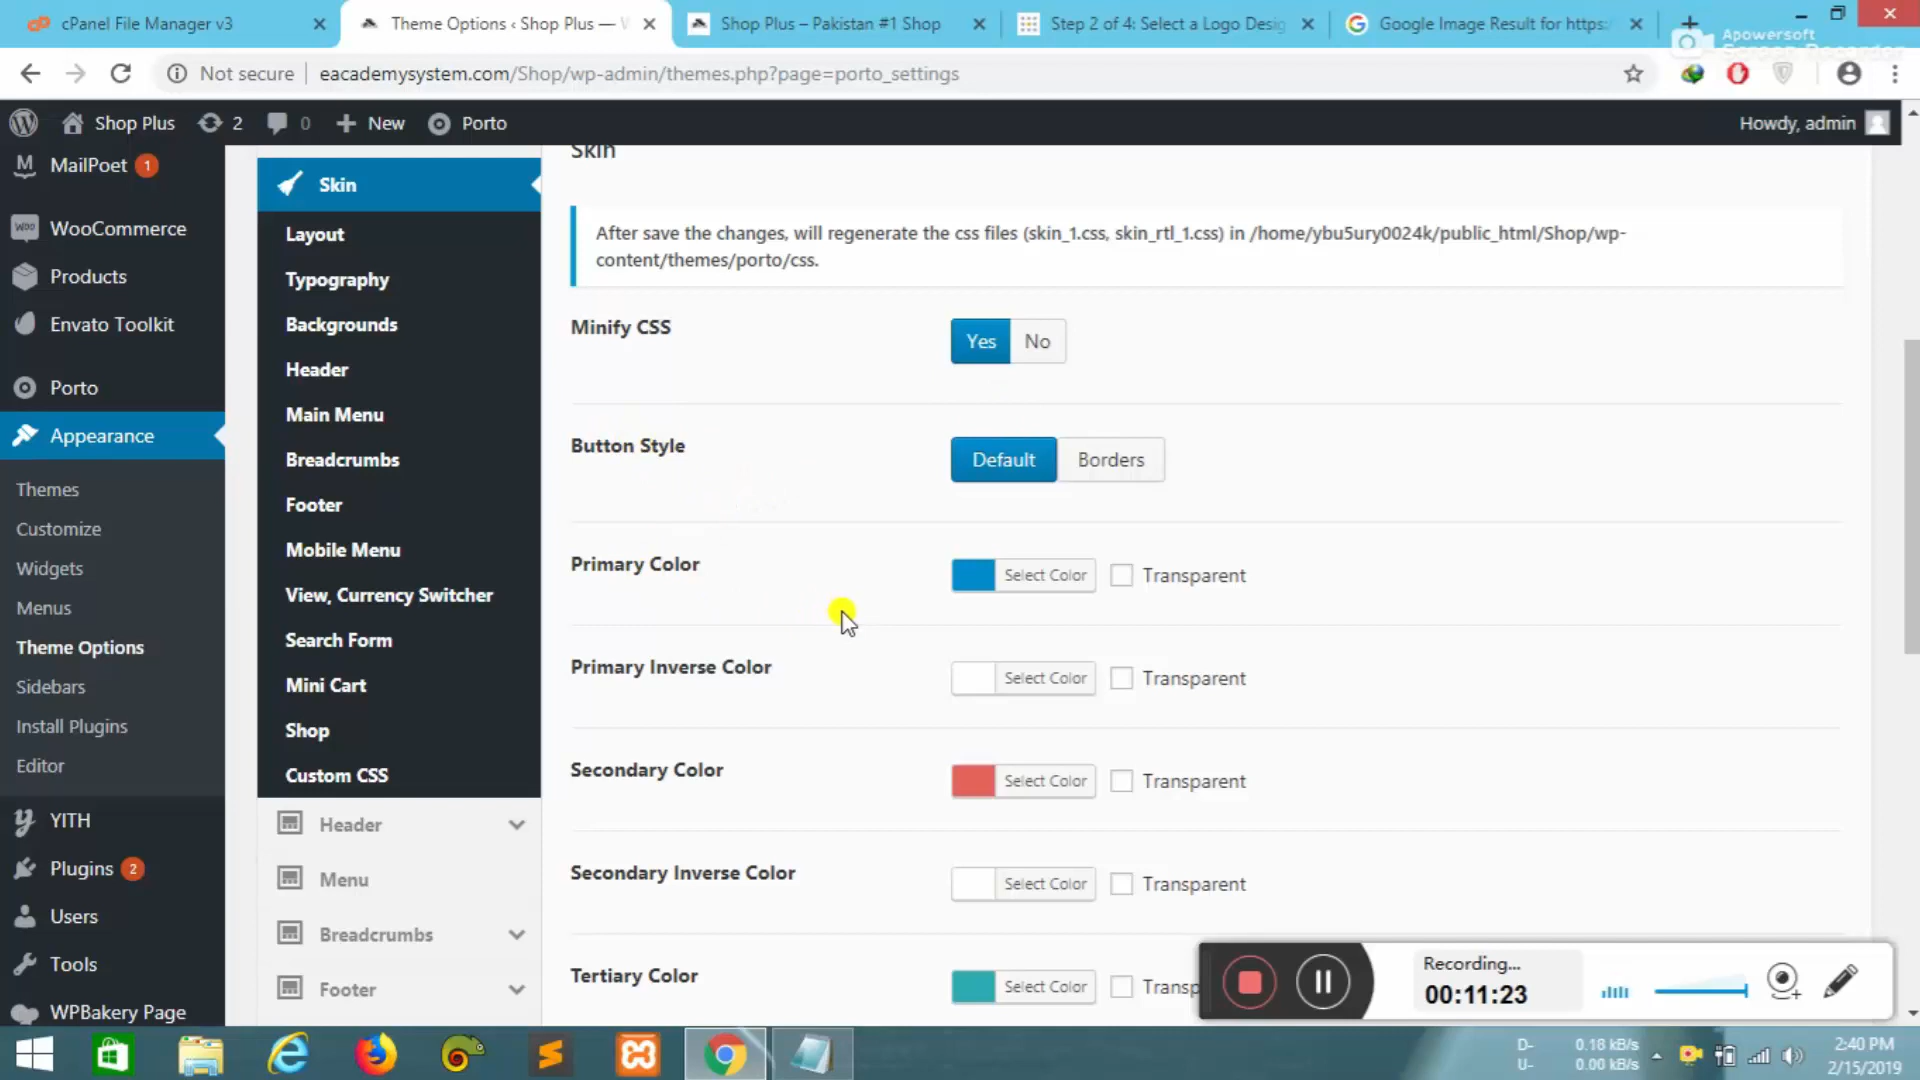 cPanel File Manager v3
Theme Options ‹ Shop Plus — W
Shop Plus – Pakistan #1 Shop
Step 2 of 4: Select a Logo Desig
Google Image Result for https:
Apowersoft
Screen Recorder
Not secure
eacademysystem.com/Shop/wp-admin/themes.php?page=porto_settings
Shop Plus
2
0
New
Porto
Howdy, admin
MailPoet 1
WooCommerce
Products
Envato Toolkit
Porto
Appearance
Themes
Customize
Widgets
Menus
Theme Options
Sidebars
Install Plugins
Editor
YITH
Plugins 2
Users
Tools
WPBakery Page
Skin
Layout
Typography
Backgrounds
Header
Main Menu
Breadcrumbs
Footer
Mobile Menu
View, Currency Switcher
Search Form
Mini Cart
Shop
Custom CSS
Header
Menu
Breadcrumbs
Footer
Skin
After save the changes, will regenerate the css files (skin_1.css, skin_rtl_1.css) in /home/ybu5ury0024k/public_html/Shop/wp-
content/themes/porto/css.
Minify CSS
Yes No
Button Style
Default Borders
Primary Color
Select Color Transparent
Primary Inverse Color
Select Color Transparent
Secondary Color
Select Color Transparent
Secondary Inverse Color
Select Color Transparent
Tertiary Color
Select Color Transp
Recording...
00:11:23
D- 0.18 kB/s
U- 0.00 kB/s
2:40 PM
2/15/2019